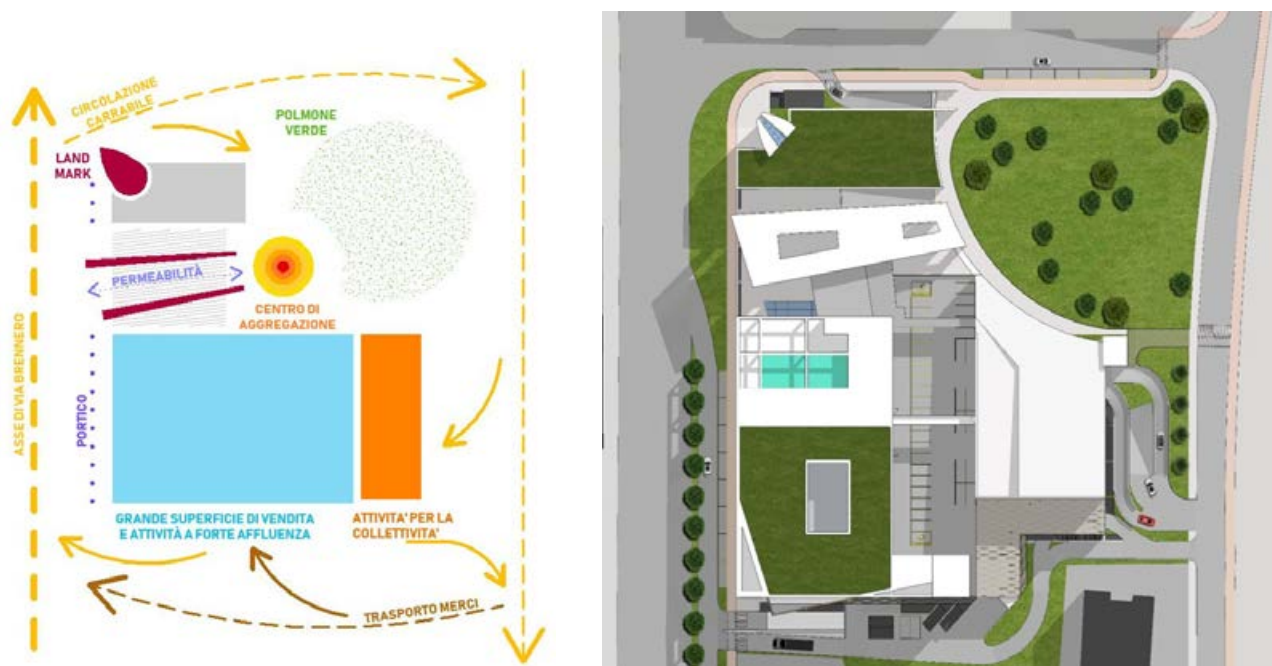 CIRCOLAZIONE
CARRABILE
POLMONE
VERDE
LAND
MARK
PERMEABILITÀ
CENTRO DI
AGGREGAZIONE
ASSE DI VIA BRENNERO
PORTICO
GRANDE SUPERFICIE DI VENDITA
E ATTIVITÀ A FORTE AFFLUENZA
ATTIVITA' PER LA
COLLETTIVITA'
TRASPORTO MERCI